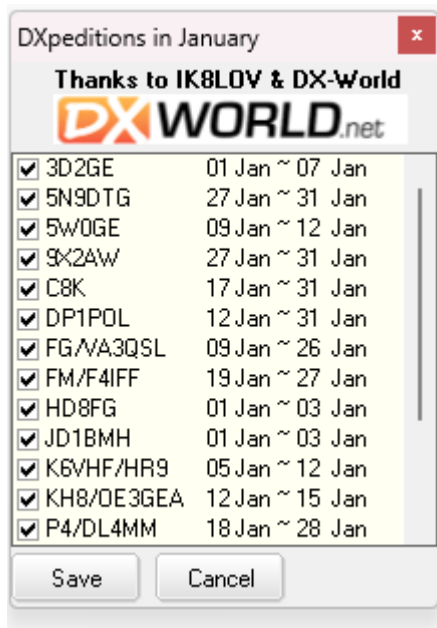 DXpeditions in January x
Thanks to IK8LOV & DX-World
DX WORLD.net
3D2GE 01 Jan ~ 07 Jan
5N9DTG 27 Jan ~ 31 Jan
5W0GE 09 Jan ~ 12 Jan
9X2AW 27 Jan ~ 31 Jan
C8K 17 Jan ~ 31 Jan
DP1POL 12 Jan ~ 31 Jan
FG/VA3QSL 09 Jan ~ 26 Jan
FM/F4IFF 19 Jan ~ 27 Jan
HD8FG 01 Jan ~ 03 Jan
JD1BMH 01 Jan ~ 03 Jan
K6VHF/HR9 05 Jan ~ 12 Jan
KH8/OE3GEA 12 Jan ~ 15 Jan
P4/DL4MM 18 Jan ~ 28 Jan
Save Cancel